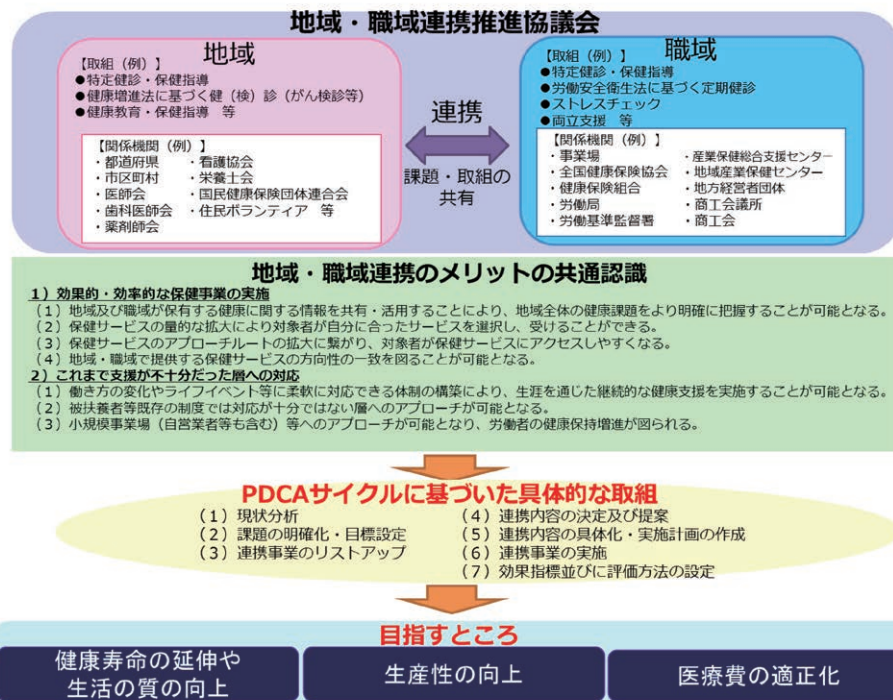 地域・職域連携推進協議会
地域
【取組（例）】
●特定健診・保健指導
●健康増進法に基づく健（検）診（がん検診等）
●健康教育・保健指導 等
【関係機関（例）】
・都道府県 ・看護協会
・市区町村 ・栄養士会
・医師会 ・国民健康保険団体連合会
・歯科医師会 ・住民ボランティア 等
・薬剤師会
連携
課題・取組の
共有
職域
【取組（例）】
●特定健診・保健指導
●労働安全衛生法に基づく定期健診
●ストレスチェック
●両立支援 等
【関係機関（例）】
・事業場 ・産業保健総合支援センター
・全国健康保険協会 ・地域産業保健センター
・健康保険組合 ・地方経営者団体
・労働局 ・商工会議所
・労働基準監督署 ・商工会
地域・職域連携のメリットの共通認識
１）効果的・効率的な保健事業の実施
（１）地域及び職域が保有する健康に関する情報を共有・活用することにより、地域全体の健康課題をより明確に把握することが可能となる。
（２）保健サービスの量的な拡大により対象者が自分に合ったサービスを選択し、受けることができる。
（３）保健サービスのアプローチルートの拡大に繋がり、対象者が保健サービスにアクセスしやすくなる。
（４）地域・職域で提供する保健サービスの方向性の一致を図ることが可能となる。
２）これまで支援が不十分だった層への対応
（１）働き方の変化やライフイベント等に柔軟に対応できる体制の構築により、生涯を通じた継続的な健康支援を実施することが可能となる。
（２）被扶養者等既存の制度では対応が十分ではない層へのアプローチが可能となる。
（３）小規模事業場（自営業者等も含む）等へのアプローチが可能となり、労働者の健康保持増進が図られる。
PDCAサイクルに基づいた具体的な取組
（１）現状分析
（２）課題の明確化・目標設定
（３）連携事業のリストアップ
（４）連携内容の決定及び提案
（５）連携内容の具体化・実施計画の作成
（６）連携事業の実施
（７）効果指標並びに評価方法の設定
目指すところ
健康寿命の延伸や
生活の質の向上
生産性の向上
医療費の適正化